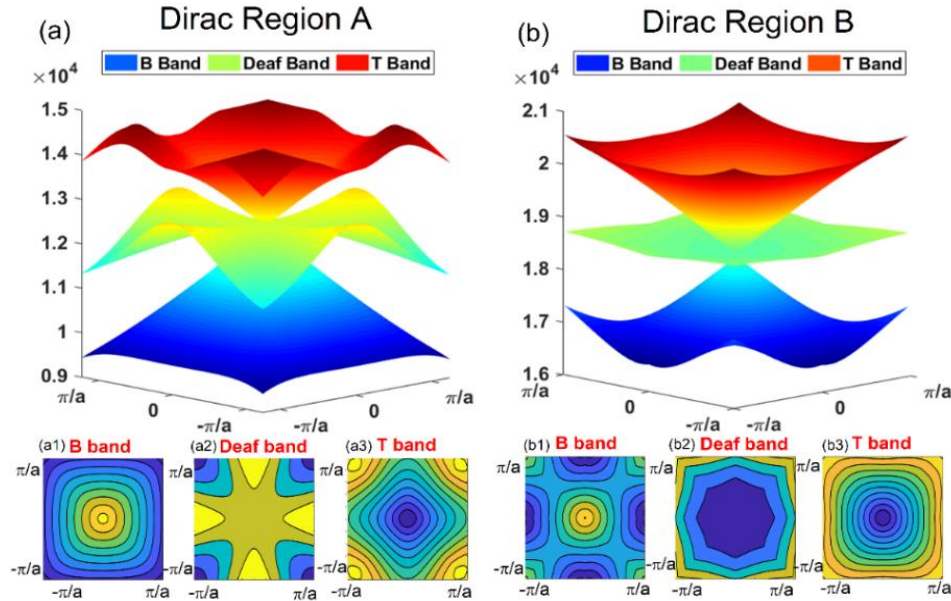 Dirac Region A
(a)
B Band Deaf Band T Band
×10⁴
1.5
1.4
1.3
1.2
1.1
1
0.9
π/a
0
-π/a
-π/a
0
π/a
Dirac Region B
(b)
B Band Deaf Band T Band
×10⁴
2.1
2
1.9
1.8
1.7
1.6
π/a
0
-π/a
-π/a
0
π/a
(a1) B band
π/a
-π/a
-π/a π/a
(a2) Deaf band
π/a
-π/a
-π/a π/a
(a3) T band
π/a
-π/a
-π/a π/a
(b1) B band
π/a
-π/a
-π/a π/a
(b2) Deaf band
π/a
-π/a
-π/a π/a
(b3) T band
π/a
-π/a
-π/a π/a